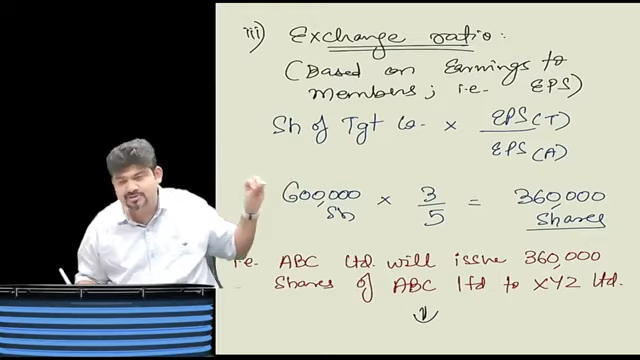 iii) Exchange ratio:
(Based on Earnings to
members; i.e EPS)
Sh of Tgt Co. × EPS(T)
EPS(A)
600,000 × 3 = 360,000
Sh 5 Shares
i.e. ABC Ltd. will issue 360,000
Shares of ABC ltd to XYZ Ltd.